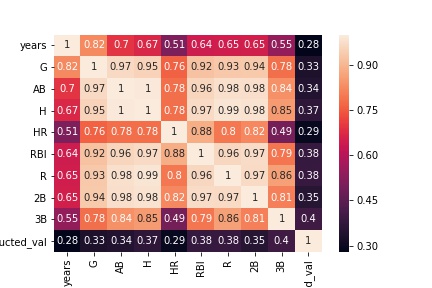 years 1 0.82 0.7 0.67 0.51 0.64 0.65 0.65 0.55 0.28
G 0.82 1 0.97 0.95 0.76 0.92 0.93 0.94 0.78 0.33
AB 0.7 0.97 1 1 0.78 0.96 0.98 0.98 0.84 0.34
H 0.67 0.95 1 1 0.78 0.97 0.99 0.98 0.85 0.37
HR 0.51 0.76 0.78 0.78 1 0.88 0.8 0.82 0.49 0.29
RBI 0.64 0.92 0.96 0.97 0.88 1 0.96 0.97 0.79 0.38
R 0.65 0.93 0.98 0.99 0.8 0.96 1 0.97 0.86 0.38
2B 0.65 0.94 0.98 0.98 0.82 0.97 0.97 1 0.81 0.35
3B 0.55 0.78 0.84 0.85 0.49 0.79 0.86 0.81 1 0.4
ucted_val 0.28 0.33 0.34 0.37 0.29 0.38 0.38 0.35 0.4 1
years G AB H HR RBI R 2B 3B d_val
0.90
0.75
0.60
0.45
0.30